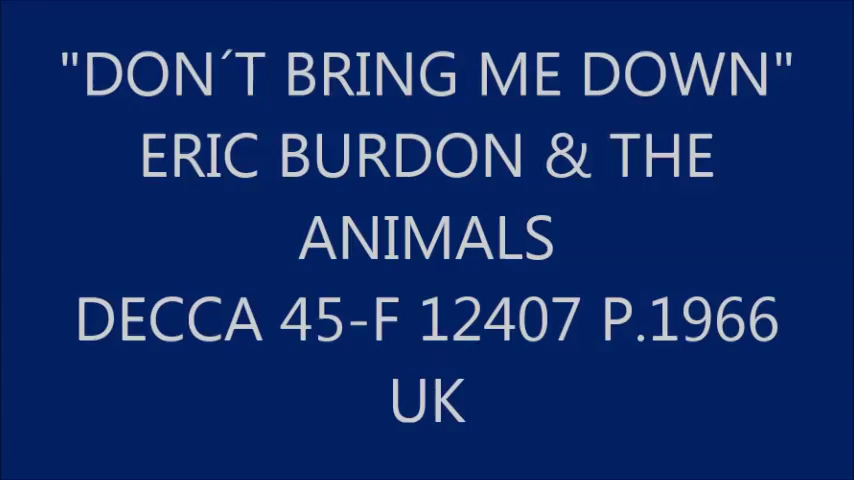 "DON´T BRING ME DOWN"
ERIC BURDON & THE
ANIMALS
DECCA 45-F 12407 P.1966
UK